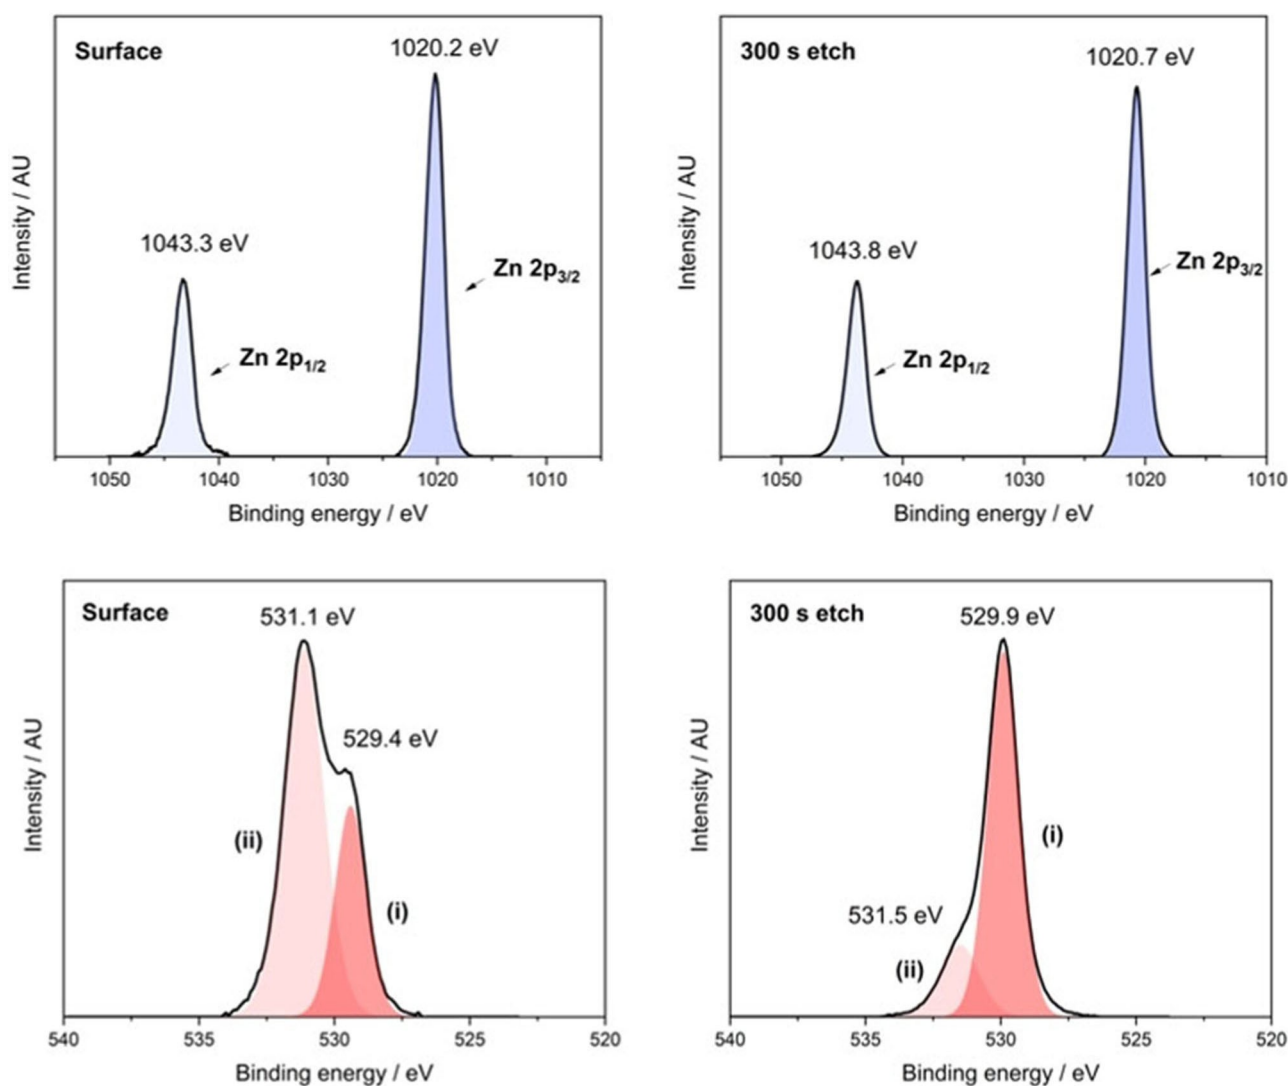 Surface
1020.2 eV
1043.3 eV
Zn 2p3/2
Zn 2p1/2
Intensity / AU
1050 1040 1030 1020 1010
Binding energy / eV
300 s etch
1020.7 eV
1043.8 eV
Zn 2p3/2
Zn 2p1/2
Intensity / AU
1050 1040 1030 1020 1010
Binding energy / eV
Surface
531.1 eV
529.4 eV
(ii)
(i)
Intensity / AU
540 535 530 525 520
Binding energy / eV
300 s etch
529.9 eV
(i)
531.5 eV
(ii)
Intensity / AU
540 535 530 525 520
Binding energy / eV